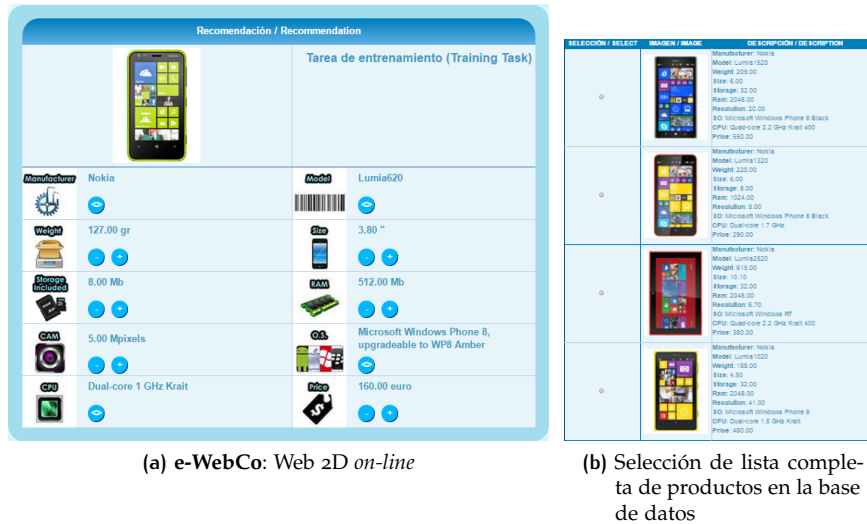 Recomendación / Recommendation
Tarea de entrenamiento (Training Task)
Manufacturer
Nokia
Model
Lumia620
Weight
127.00 gr
Size
3.80 "
Storage Included
8.00 Mb
RAM
512.00 Mb
CAM
5.00 Mpixels
O.S.
Microsoft Windows Phone 8,
upgradeable to WP8 Amber
CPU
Dual-core 1 GHz Krait
Price
160.00 euro
(a) e-WebCo: Web 2D on-line
SELECCIÓN / SELECT IMAGEN / IMAGE DESCRIPCIÓN / DESCRIPTION
Manufacturer: Nokia
Model: Lumia1520
Weight: 209.00
Size: 6.00
Storage: 32.00
Ram: 2048.00
Resolution: 20.00
SO: Microsoft Windows Phone 8 Black
CPU: Quad-core 2.2 GHz Krait 400
Price: 550.00
Manufacturer: Nokia
Model: Lumia1320
Weight: 220.00
Size: 6.00
Storage: 8.00
Ram: 1024.00
Resolution: 5.00
SO: Microsoft Windows Phone 8 Black
CPU: Dual-core 1.7 GHz
Price: 290.00
Manufacturer: Nokia
Model: Lumia2520
Weight: 615.00
Size: 10.10
Storage: 32.00
Ram: 2048.00
Resolution: 6.70
SO: Microsoft Windows RT
CPU: Quad-core 2.2 GHz Krait 400
Price: 380.00
Manufacturer: Nokia
Model: Lumia1020
Weight: 158.00
Size: 4.50
Storage: 32.00
Ram: 2048.00
Resolution: 41.00
SO: Microsoft Windows Phone 8
CPU: Dual-core 1.5 GHz Krait
Price: 480.00
(b) Selección de lista comple-
ta de productos en la base
de datos